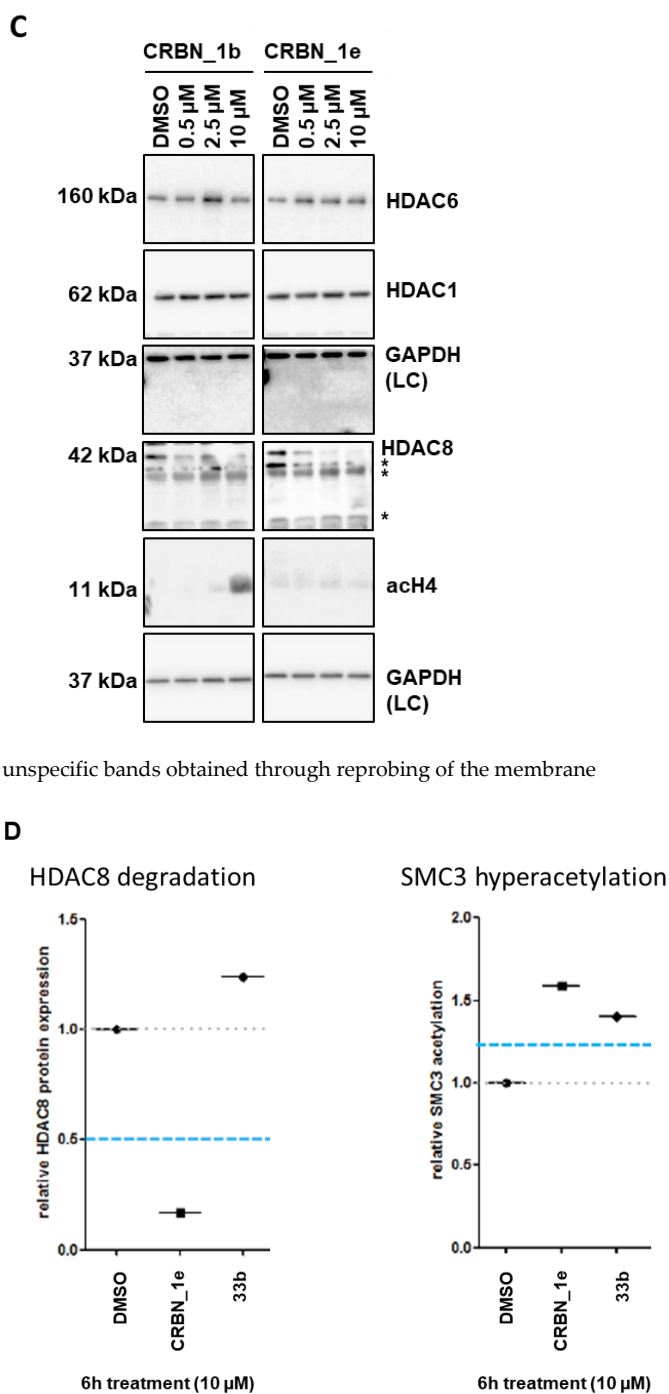 C
CRBN_1b CRBN_1e
DMSO 0.5 µM 2.5 µM 10 µM DMSO 0.5 µM 2.5 µM 10 µM
160 kDa HDAC6
62 kDa HDAC1
37 kDa GAPDH
(LC)
42 kDa HDAC8
*
*
*
11 kDa acH4
37 kDa GAPDH
(LC)
unspecific bands obtained through reprobing of the membrane
D
HDAC8 degradation
relative HDAC8 protein expression
1.5
1.0
0.5
0.0
DMSO CRBN_1e 33b
6h treatment (10 µM)
SMC3 hyperacetylation
relative SMC3 acetylation
2.0
1.5
1.0
0.5
0.0
DMSO CRBN_1e 33b
6h treatment (10 µM)